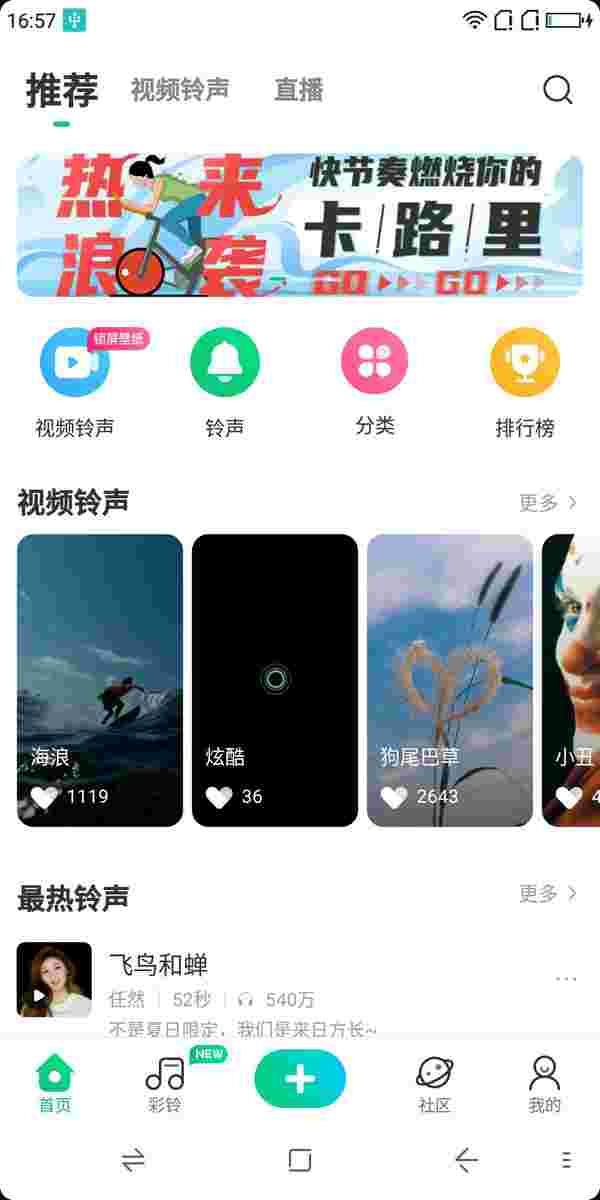 16:57
推荐 视频铃声 直播
热浪来袭
快节奏燃烧你的
卡 路 里
GO GO
锁屏壁纸
视频铃声 铃声 分类 排行榜
视频铃声 更多
海浪 炫酷 狗尾巴草 小丑
1119 36 2643 4
最热铃声 更多
飞鸟和蝉
任然 52秒 540万
不是夏日限定，我们是来日方长~
NEW
首页 彩铃 社区 我的